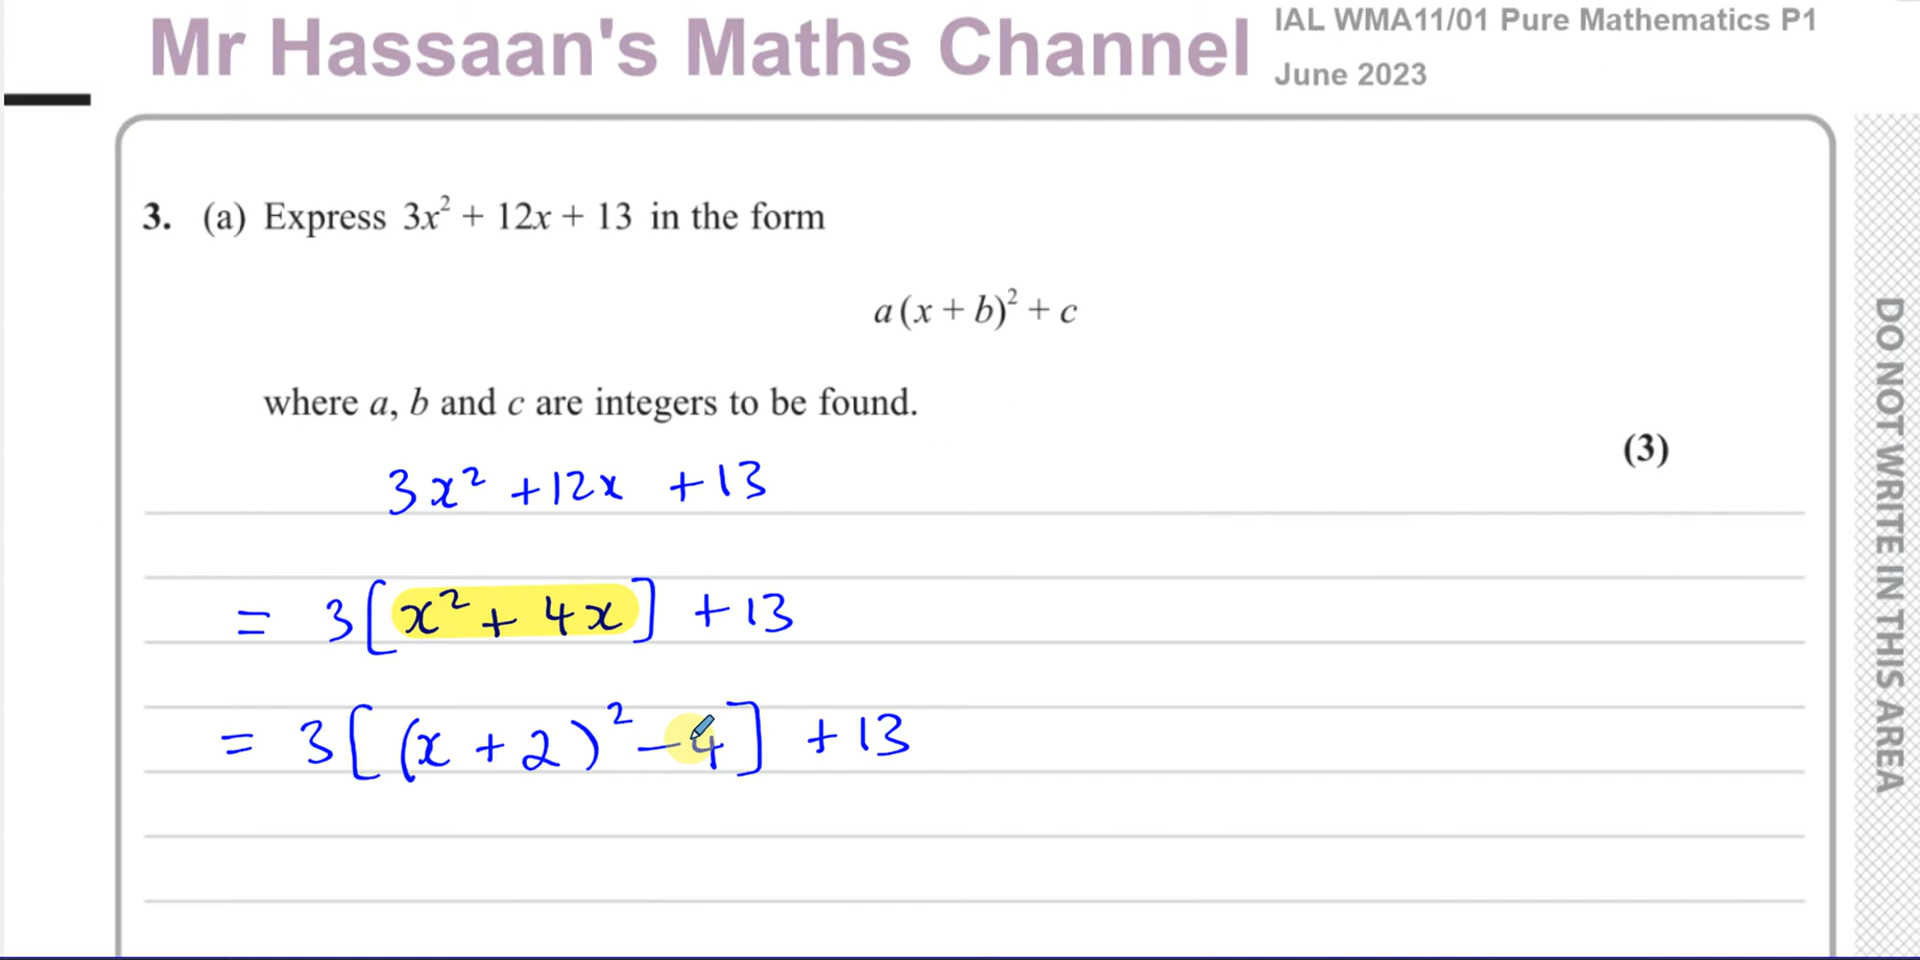 Mr Hassaan's Maths Channel
IAL WMA11/01 Pure Mathematics P1
June 2023
3. (a) Express 3x² + 12x + 13 in the form
a(x + b)² + c
where a, b and c are integers to be found.
(3)
3x² +12x +13
= 3[x² + 4x] +13
= 3[(x +2)² −4] +13
DO NOT WRITE IN THIS AREA